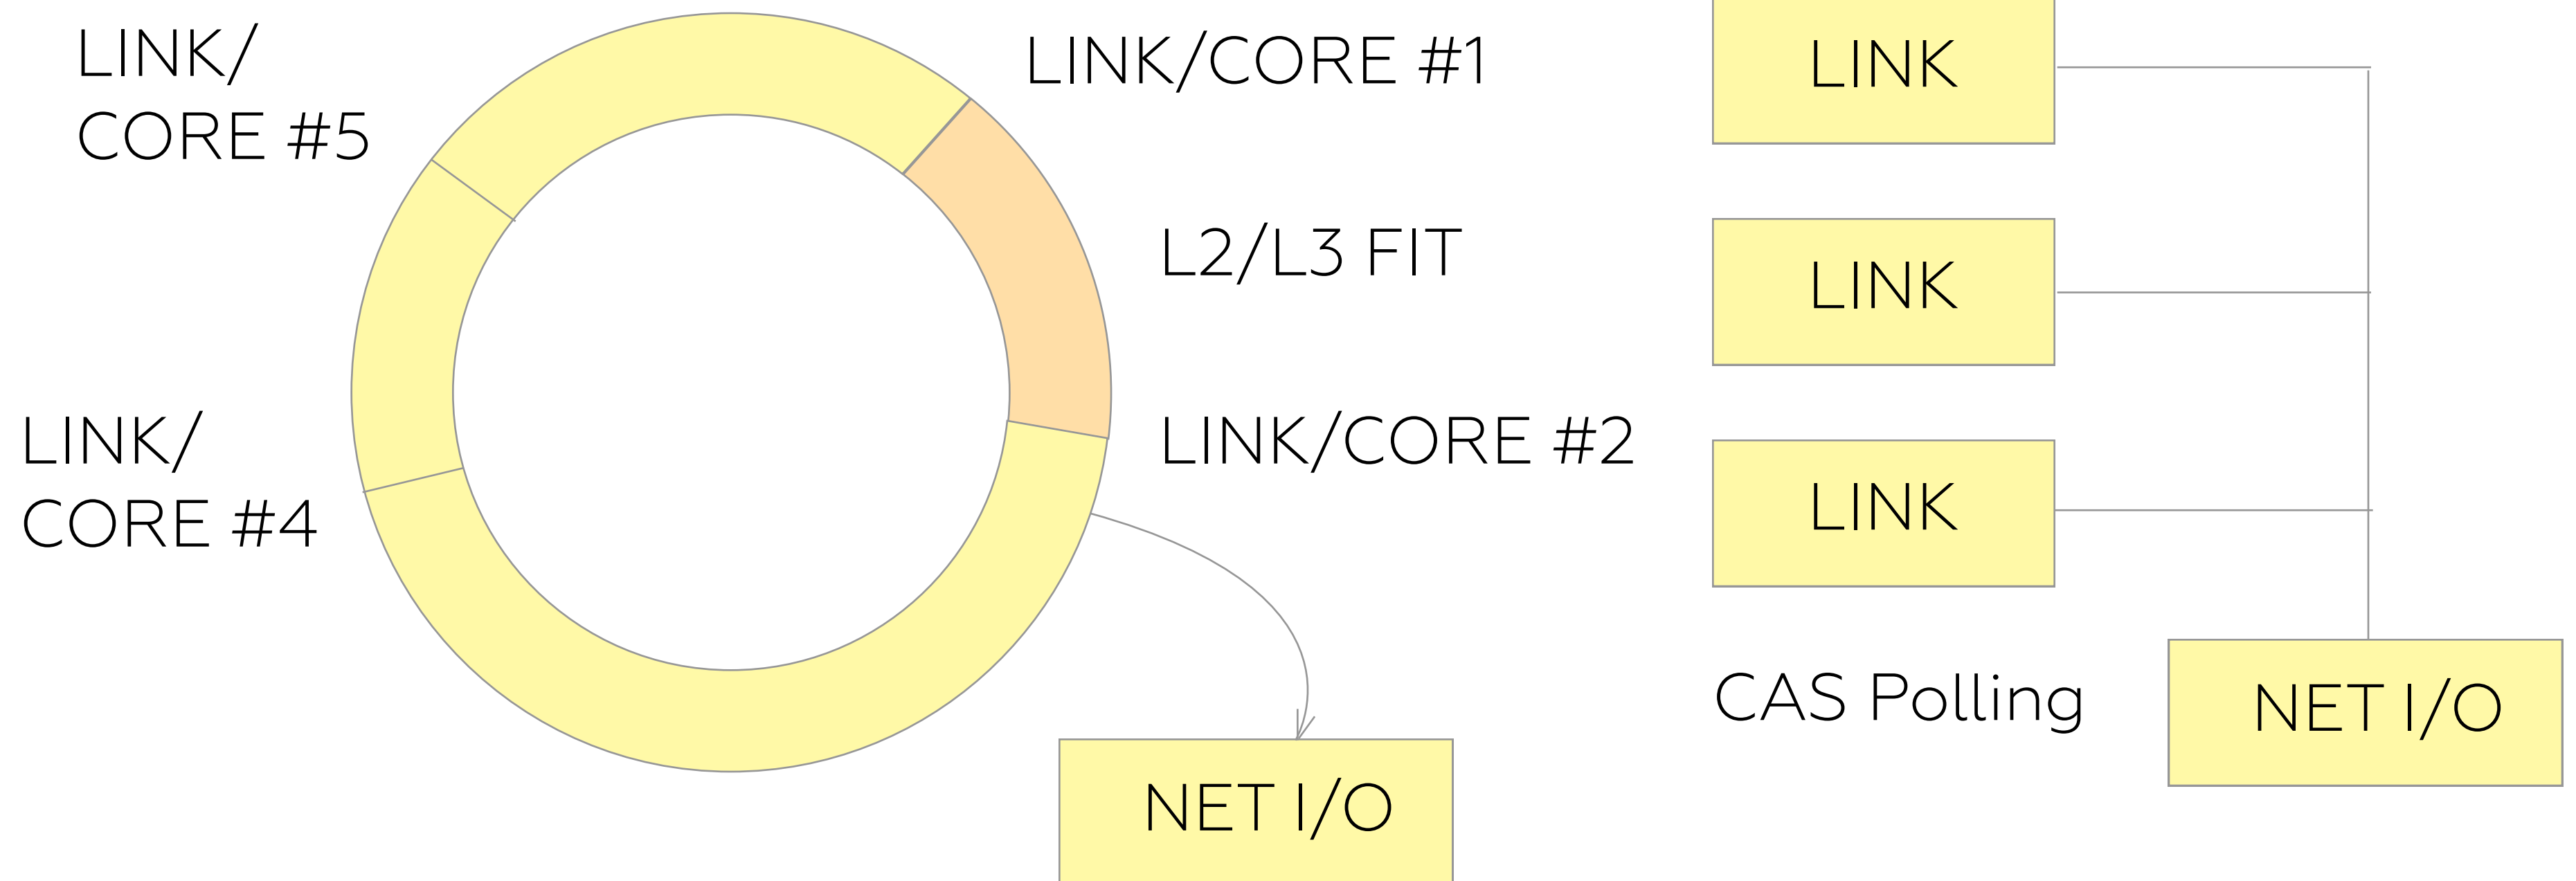 LINK/
CORE #5
LINK/CORE #1
L2/L3 FIT
LINK/CORE #2
LINK/
CORE #4
NET I/O
LINK
LINK
LINK
CAS Polling
NET I/O